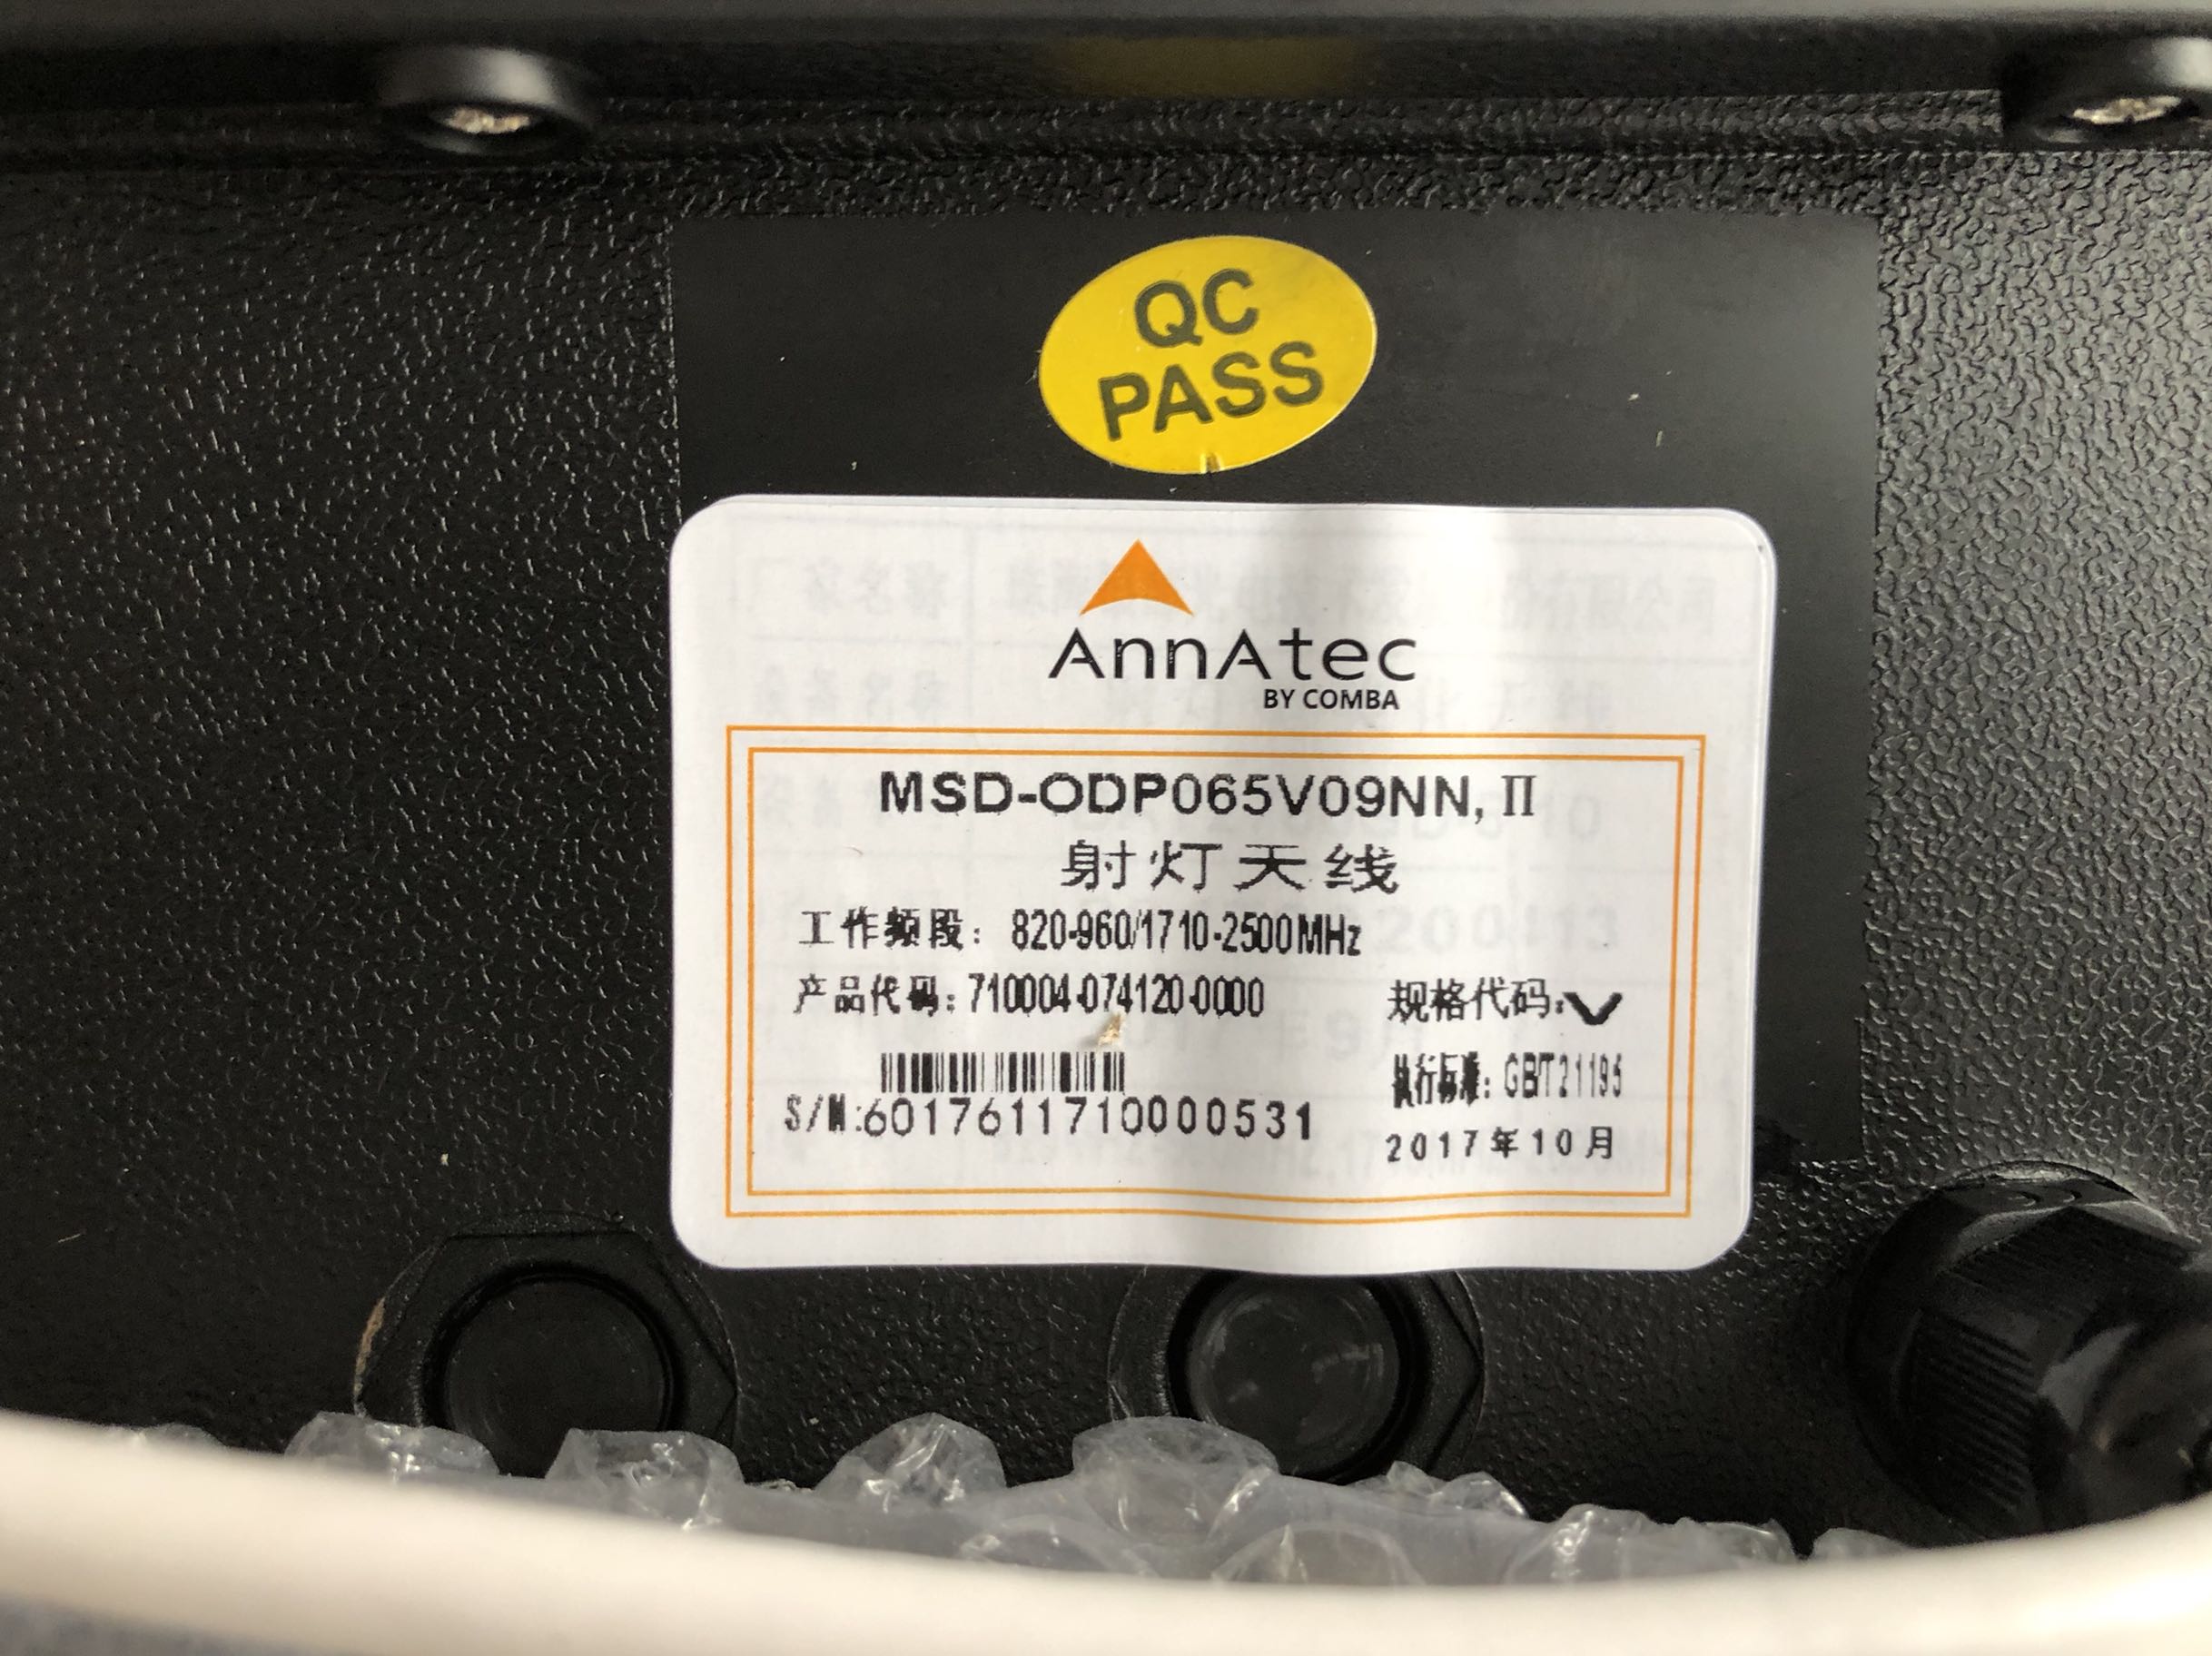 QC
PASS
AnnAtec
BY COMBA
MSD-ODP065V09NN, II
射灯天线
工作频段：820-960/1710-2500MHz
产品代码：710004-074120-0000
规格代码：V
执行标准：GB/T21195
S/N:6017611710000531
2017年10月